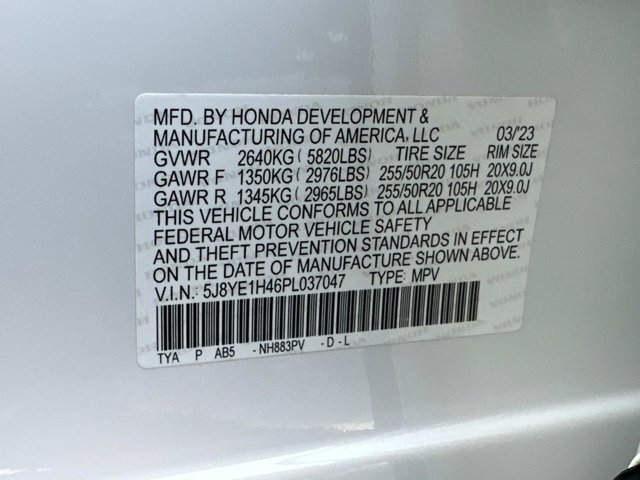 MFD. BY HONDA DEVELOPMENT &
MANUFACTURING OF AMERICA, LLC 03/'23
GVWR 2640KG ( 5820LBS) TIRE SIZE RIM SIZE
GAWR F 1350KG ( 2976LBS) 255/50R20 105H 20X9.0J
GAWR R 1345KG ( 2965LBS) 255/50R20 105H 20X9.0J
THIS VEHICLE CONFORMS TO ALL APPLICABLE
FEDERAL MOTOR VEHICLE SAFETY
AND THEFT PREVENTION STANDARDS IN EFFECT
ON THE DATE OF MANUFACTURE SHOWN ABOVE.
V.I.N.: 5J8YE1H46PL037047 TYPE: MPV
TYA P AB5 -NH883PV - D - L